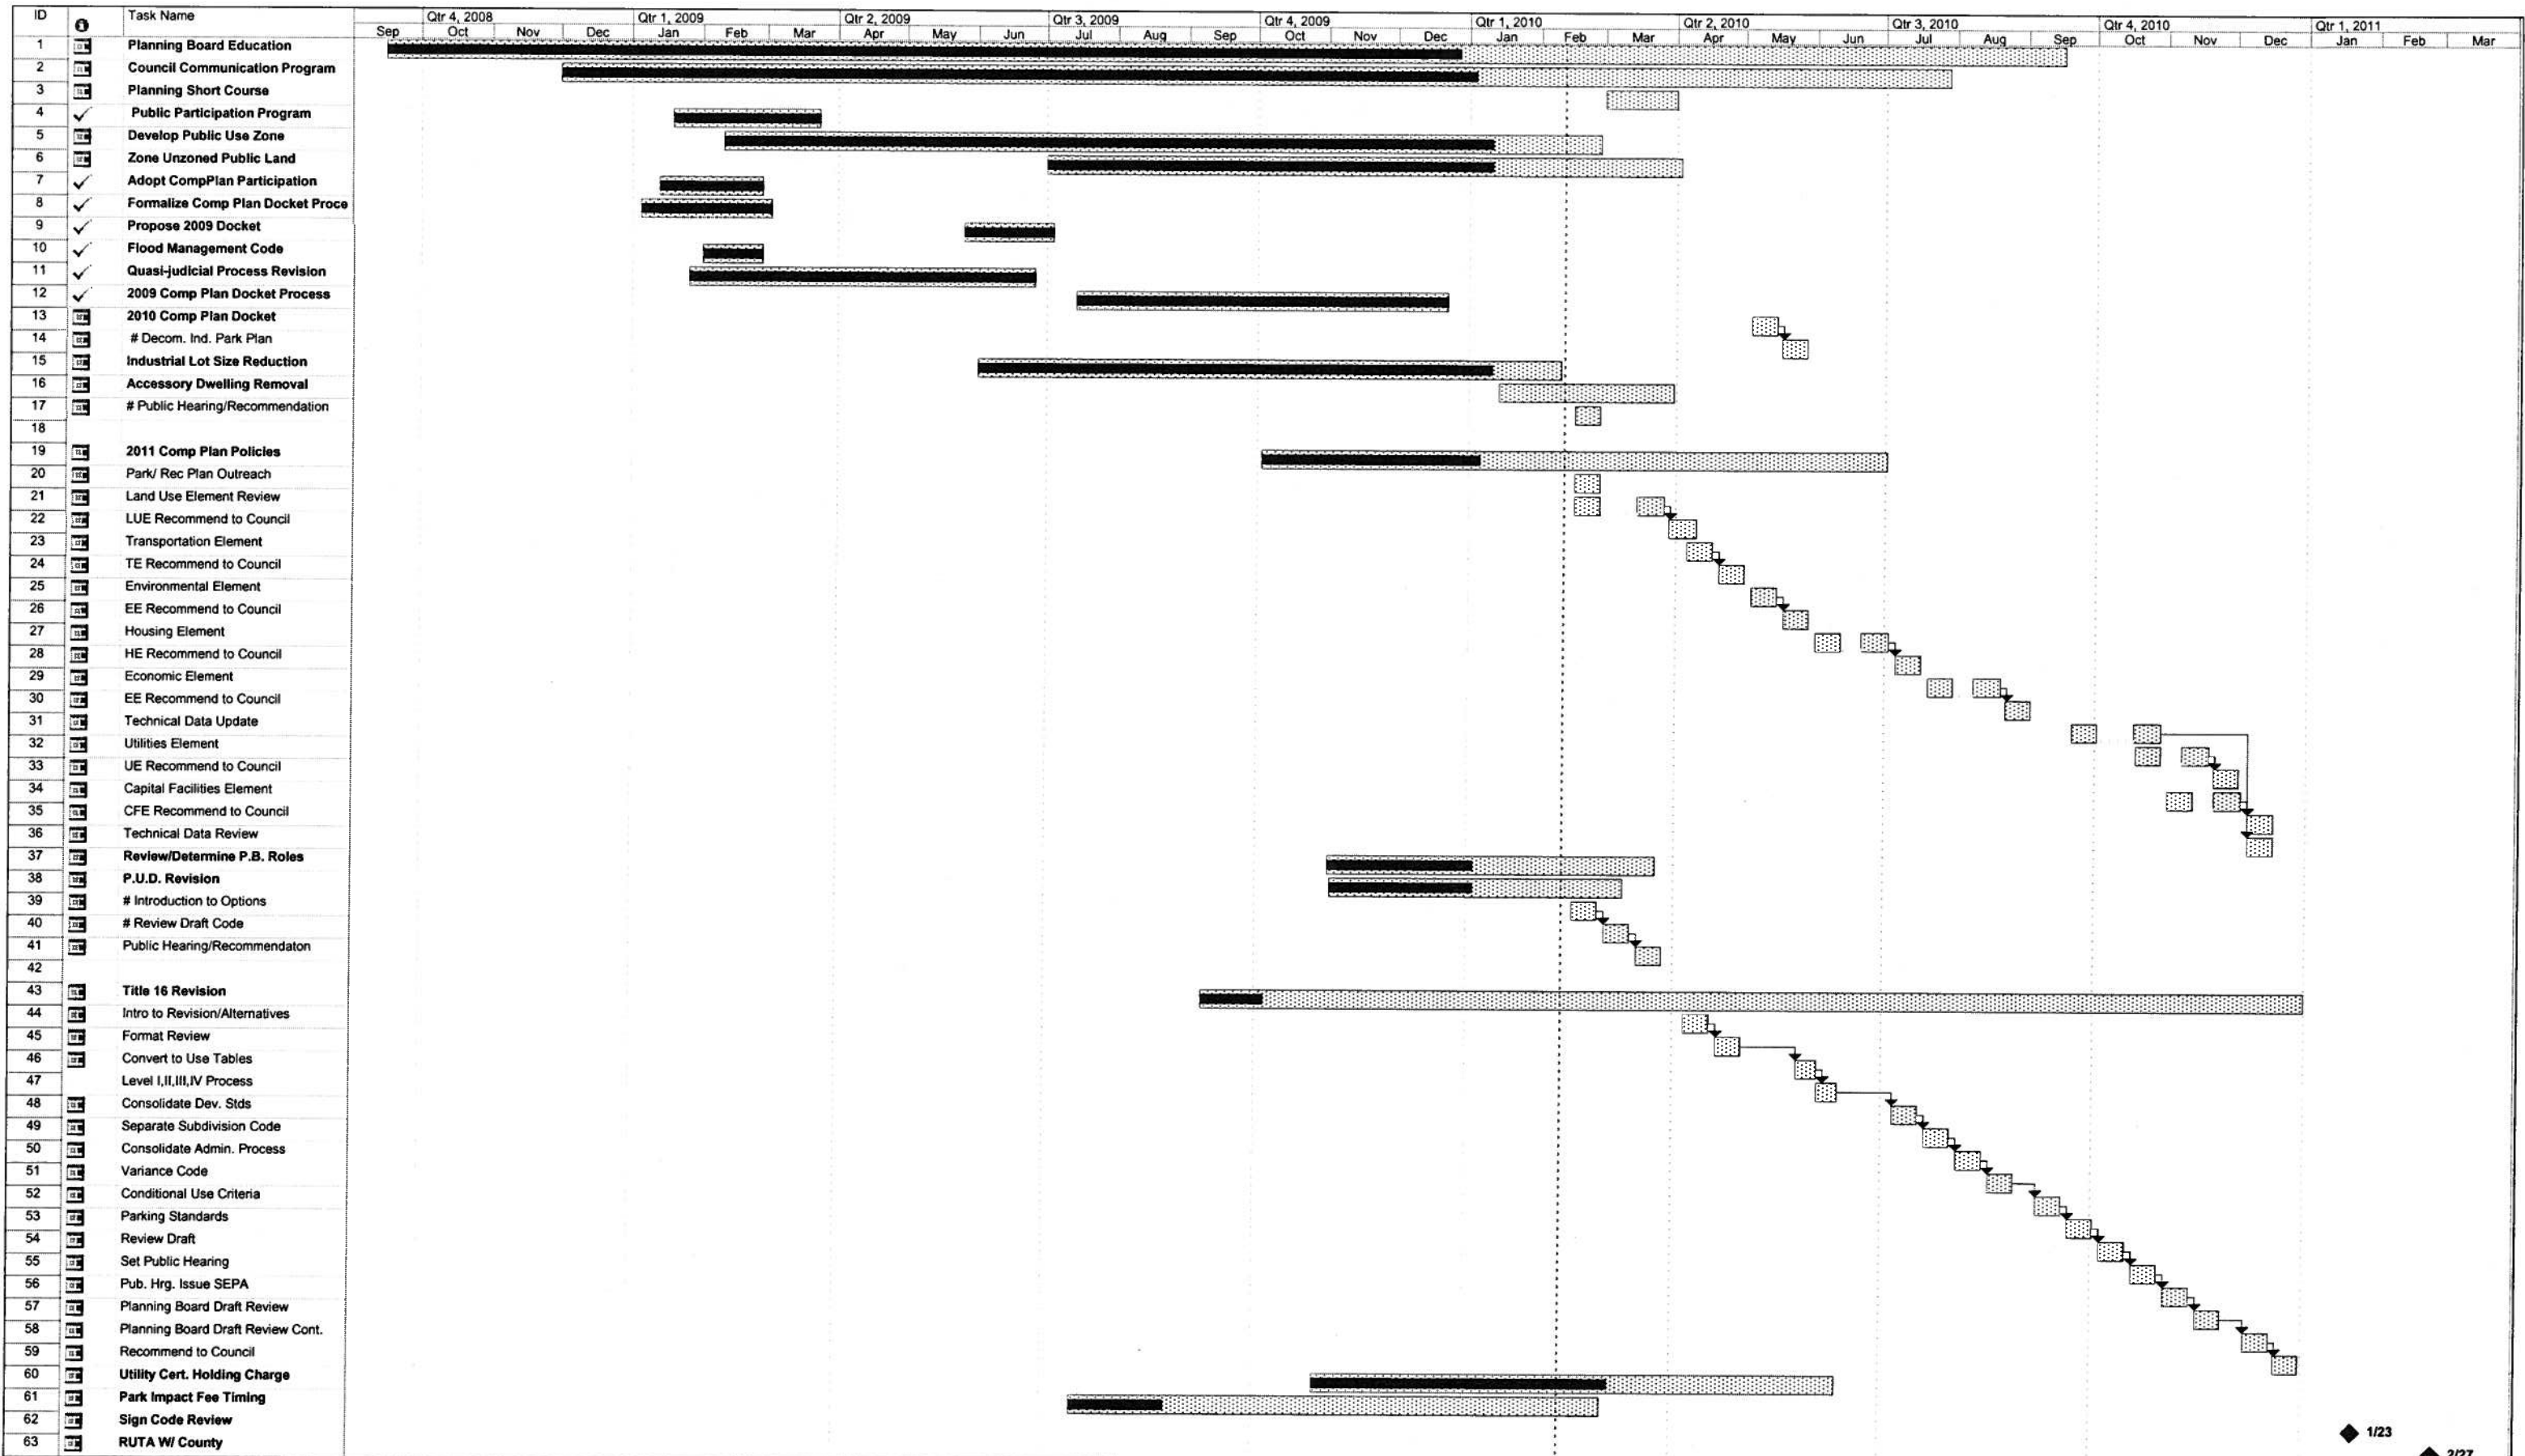 ID Task Name Qtr 4, 2008 Qtr 1, 2009 Qtr 2, 2009 Qtr 3, 2009 Qtr 4, 2009 Qtr 1, 2010 Qtr 2, 2010 Qtr 3, 2010 Qtr 4, 2010 Qtr 1, 2011
Sep Oct Nov Dec Jan Feb Mar Apr May Jun Jul Aug Sep Oct Nov Dec Jan Feb Mar Apr May Jun Jul Aug Sep Oct Nov Dec Jan Feb Mar
1 Planning Board Education
2 Council Communication Program
3 Planning Short Course
4 Public Participation Program
5 Develop Public Use Zone
6 Zone Unzoned Public Land
7 Adopt CompPlan Participation
8 Formalize Comp Plan Docket Proce
9 Propose 2009 Docket
10 Flood Management Code
11 Quasi-judicial Process Revision
12 2009 Comp Plan Docket Process
13 2010 Comp Plan Docket
14 # Decom. Ind. Park Plan
15 Industrial Lot Size Reduction
16 Accessory Dwelling Removal
17 # Public Hearing/Recommendation
18
19 2011 Comp Plan Policies
20 Park/ Rec Plan Outreach
21 Land Use Element Review
22 LUE Recommend to Council
23 Transportation Element
24 TE Recommend to Council
25 Environmental Element
26 EE Recommend to Council
27 Housing Element
28 HE Recommend to Council
29 Economic Element
30 EE Recommend to Council
31 Technical Data Update
32 Utilities Element
33 UE Recommend to Council
34 Capital Facilities Element
35 CFE Recommend to Council
36 Technical Data Review
37 Review/Determine P.B. Roles
38 P.U.D. Revision
39 # Introduction to Options
40 # Review Draft Code
41 Public Hearing/Recommendaton
42
43 Title 16 Revision
44 Intro to Revision/Alternatives
45 Format Review
46 Convert to Use Tables
47 Level I,II,III,IV Process
48 Consolidate Dev. Stds
49 Separate Subdivision Code
50 Consolidate Admin. Process
51 Variance Code
52 Conditional Use Criteria
53 Parking Standards
54 Review Draft
55 Set Public Hearing
56 Pub. Hrg. Issue SEPA
57 Planning Board Draft Review
58 Planning Board Draft Review Cont.
59 Recommend to Council
60 Utility Cert. Holding Charge
61 Park Impact Fee Timing
62 Sign Code Review
63 RUTA W/ County
1/23
2/27